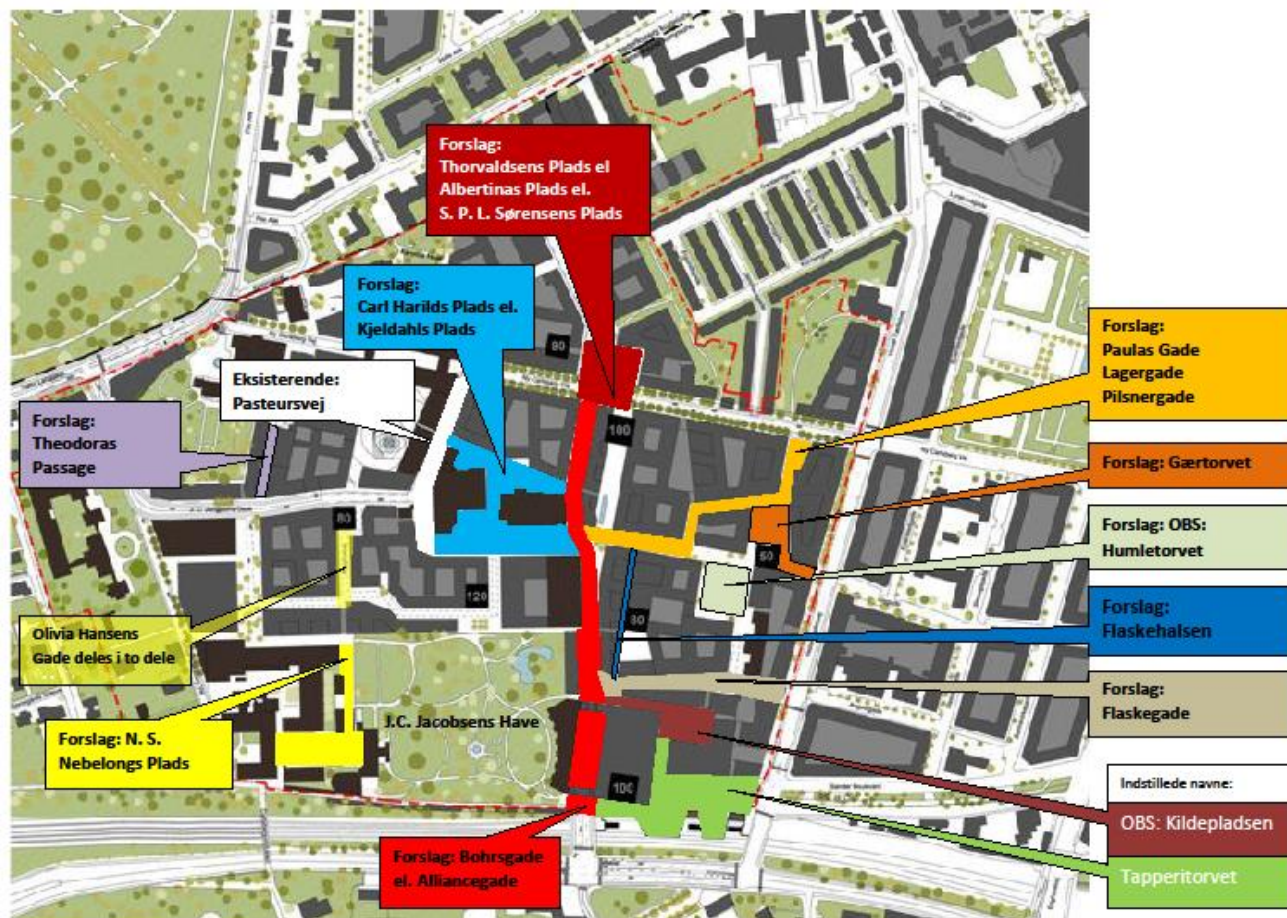 Forslag:
Thorvaldsens Plads el
Albertinas Plads el.
S. P. L. Sørensens Plads
Forslag:
Carl Harilds Plads el.
Kjeldahls Plads
Eksisterende:
Pasteursvej
Forslag:
Theodoras
Passage
Forslag:
Paulas Gade
Lagergade
Pilsnergade
Forslag: Gærtorvet
Forslag: OBS:
Humletorvet
Forslag:
Flaskehalsen
Forslag:
Flaskegade
Indstillede navne:
OBS: Kildepladsen
Tapperitorvet
Olivia Hansens
Gade deles i to dele
Forslag: N. S.
Nebelongs Plads
J.C. Jacobsens Have
Forslag: Bohrsgade
el. Alliancegade
80
100
80
120
50
80
100